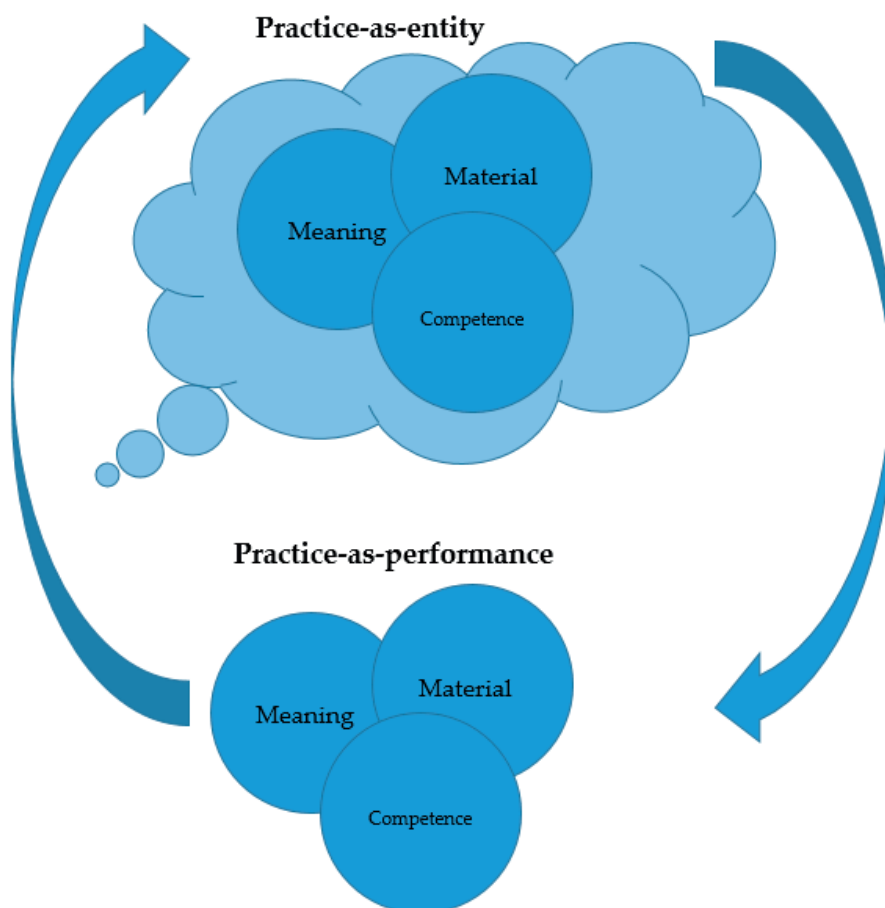 Practice-as-entity
Material
Meaning
Competence
Practice-as-performance
Material
Meaning
Competence